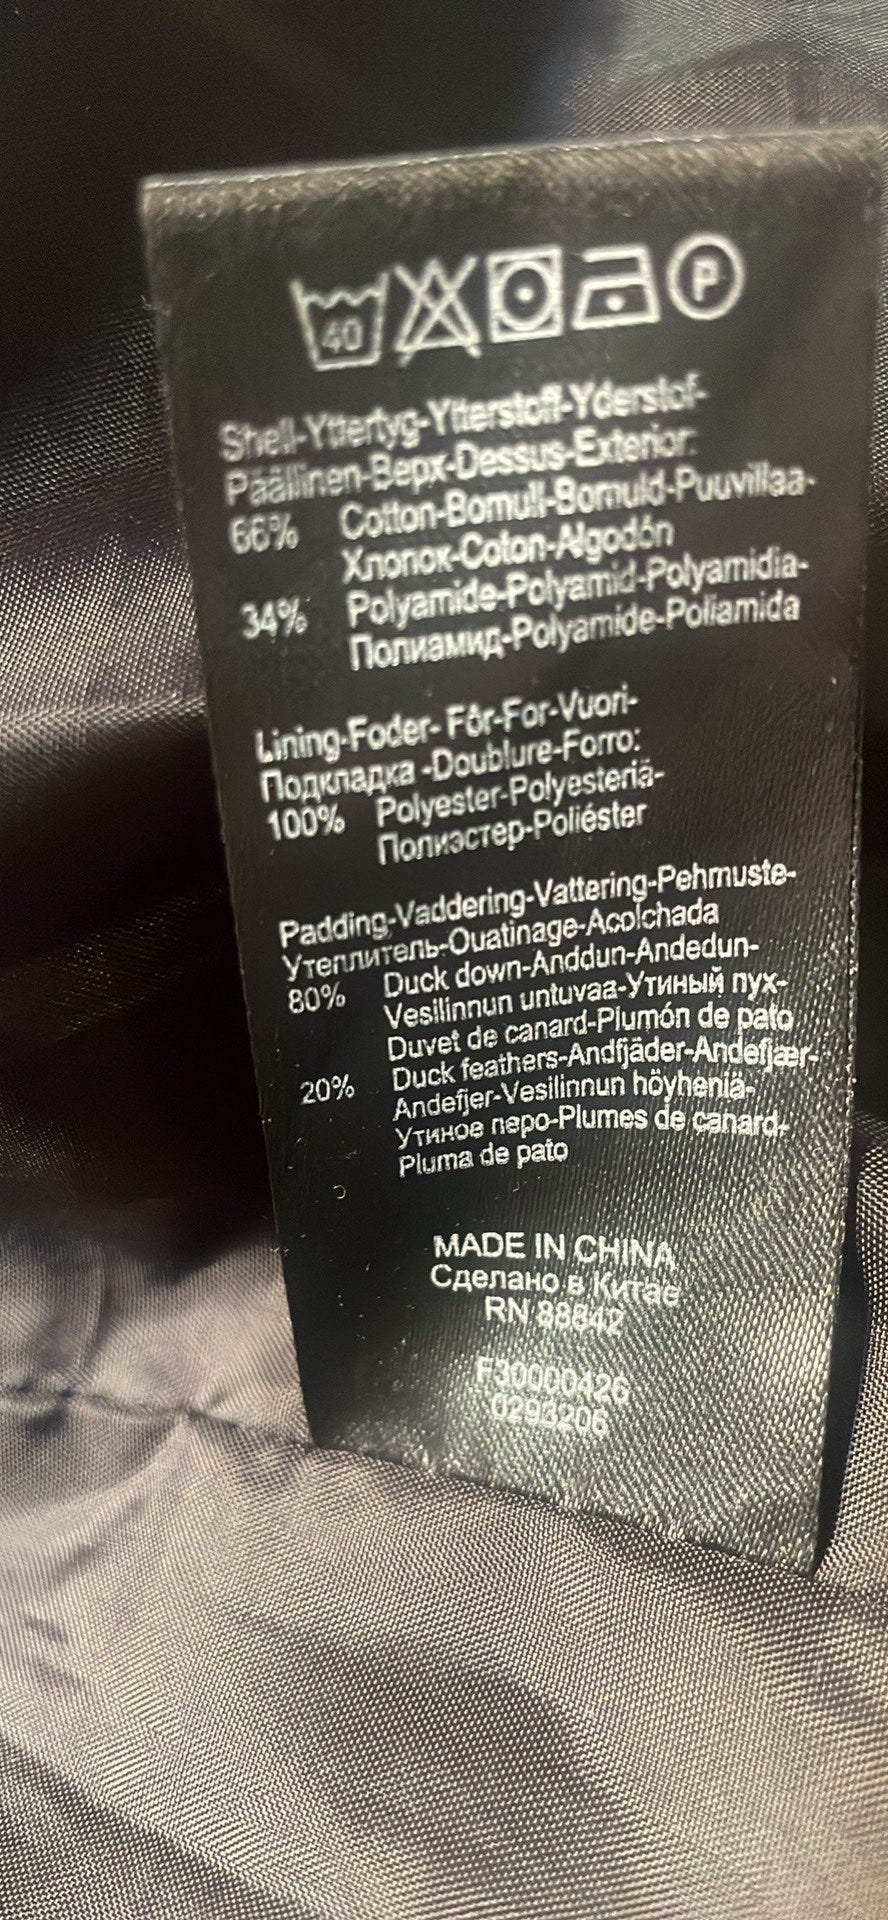 40 P
Shell-Yttertyg-Ytterstoff-Yderstof-
Päällinen-Верх-Dessus-Exterior:
66% Cotton-Bomull-Bomuld-Puuvillaa-
Хлопок-Coton-Algodón
34% Polyamide-Polyamid-Polyamidia-
Полиамид-Polyamide-Poliamida
Lining-Foder- Fôr-For-Vuori-
Подкладка -Doublure-Forro:
100% Polyester-Polyesteriä-
Полиэстер-Poliéster
Padding-Vaddering-Vattering-Pehmuste-
Утеплитель-Ouatinage-Acolchada
80% Duck down-Anddun-Andedun-
Vesilinnun untuvaa-Утиный пух-
Duvet de canard-Plumón de pato
20% Duck feathers-Andfjäder-Andefjær-
Andefjer-Vesilinnun höyheniä-
Утиное перо-Plumes de canard-
Pluma de pato
MADE IN CHINA
Сделано в Китае
RN 88842
F30000426
0293206